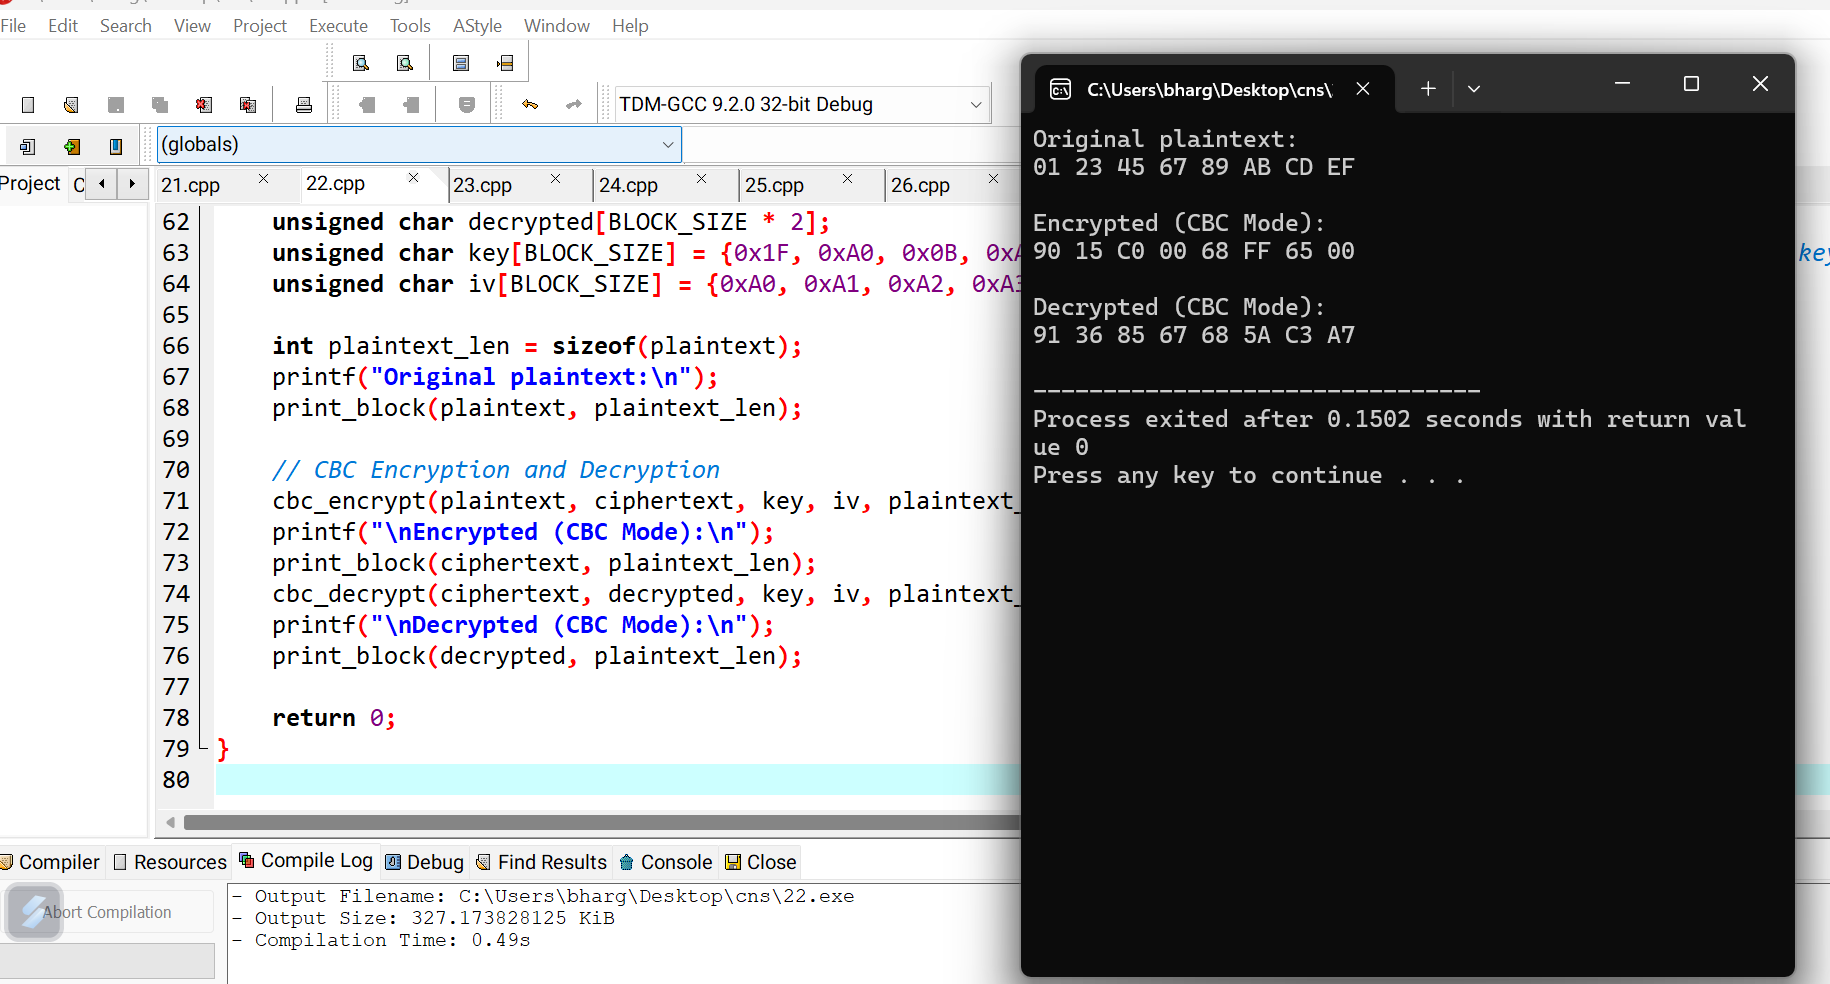 File Edit Search View Project Execute Tools AStyle Window Help
TDM-GCC 9.2.0 32-bit Debug
(globals)
Project C
21.cpp 22.cpp 23.cpp 24.cpp 25.cpp 26.cpp
62 unsigned char decrypted[BLOCK_SIZE * 2];
63 unsigned char key[BLOCK_SIZE] = {0x1F, 0xA0, 0x0B, 0xA
key
64 unsigned char iv[BLOCK_SIZE] = {0xA0, 0xA1, 0xA2, 0xA3
65
66 int plaintext_len = sizeof(plaintext);
67 printf("Original plaintext:\n");
68 print_block(plaintext, plaintext_len);
69
70 // CBC Encryption and Decryption
71 cbc_encrypt(plaintext, ciphertext, key, iv, plaintext_
72 printf("\nEncrypted (CBC Mode):\n");
73 print_block(ciphertext, plaintext_len);
74 cbc_decrypt(ciphertext, decrypted, key, iv, plaintext_
75 printf("\nDecrypted (CBC Mode):\n");
76 print_block(decrypted, plaintext_len);
77
78 return 0;
79 }
80
Compiler Resources Compile Log Debug Find Results Console Close
Abort Compilation
- Output Filename: C:\Users\bharg\Desktop\cns\22.exe
- Output Size: 327.173828125 KiB
- Compilation Time: 0.49s
C:\Users\bharg\Desktop\cns\
Original plaintext:
01 23 45 67 89 AB CD EF
Encrypted (CBC Mode):
90 15 C0 00 68 FF 65 00
Decrypted (CBC Mode):
91 36 85 67 68 5A C3 A7
--------------------------------
Process exited after 0.1502 seconds with return val
ue 0
Press any key to continue . . .